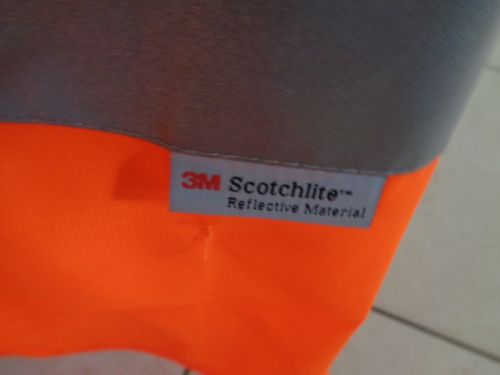 3M Scotchlite™
Reflective Material